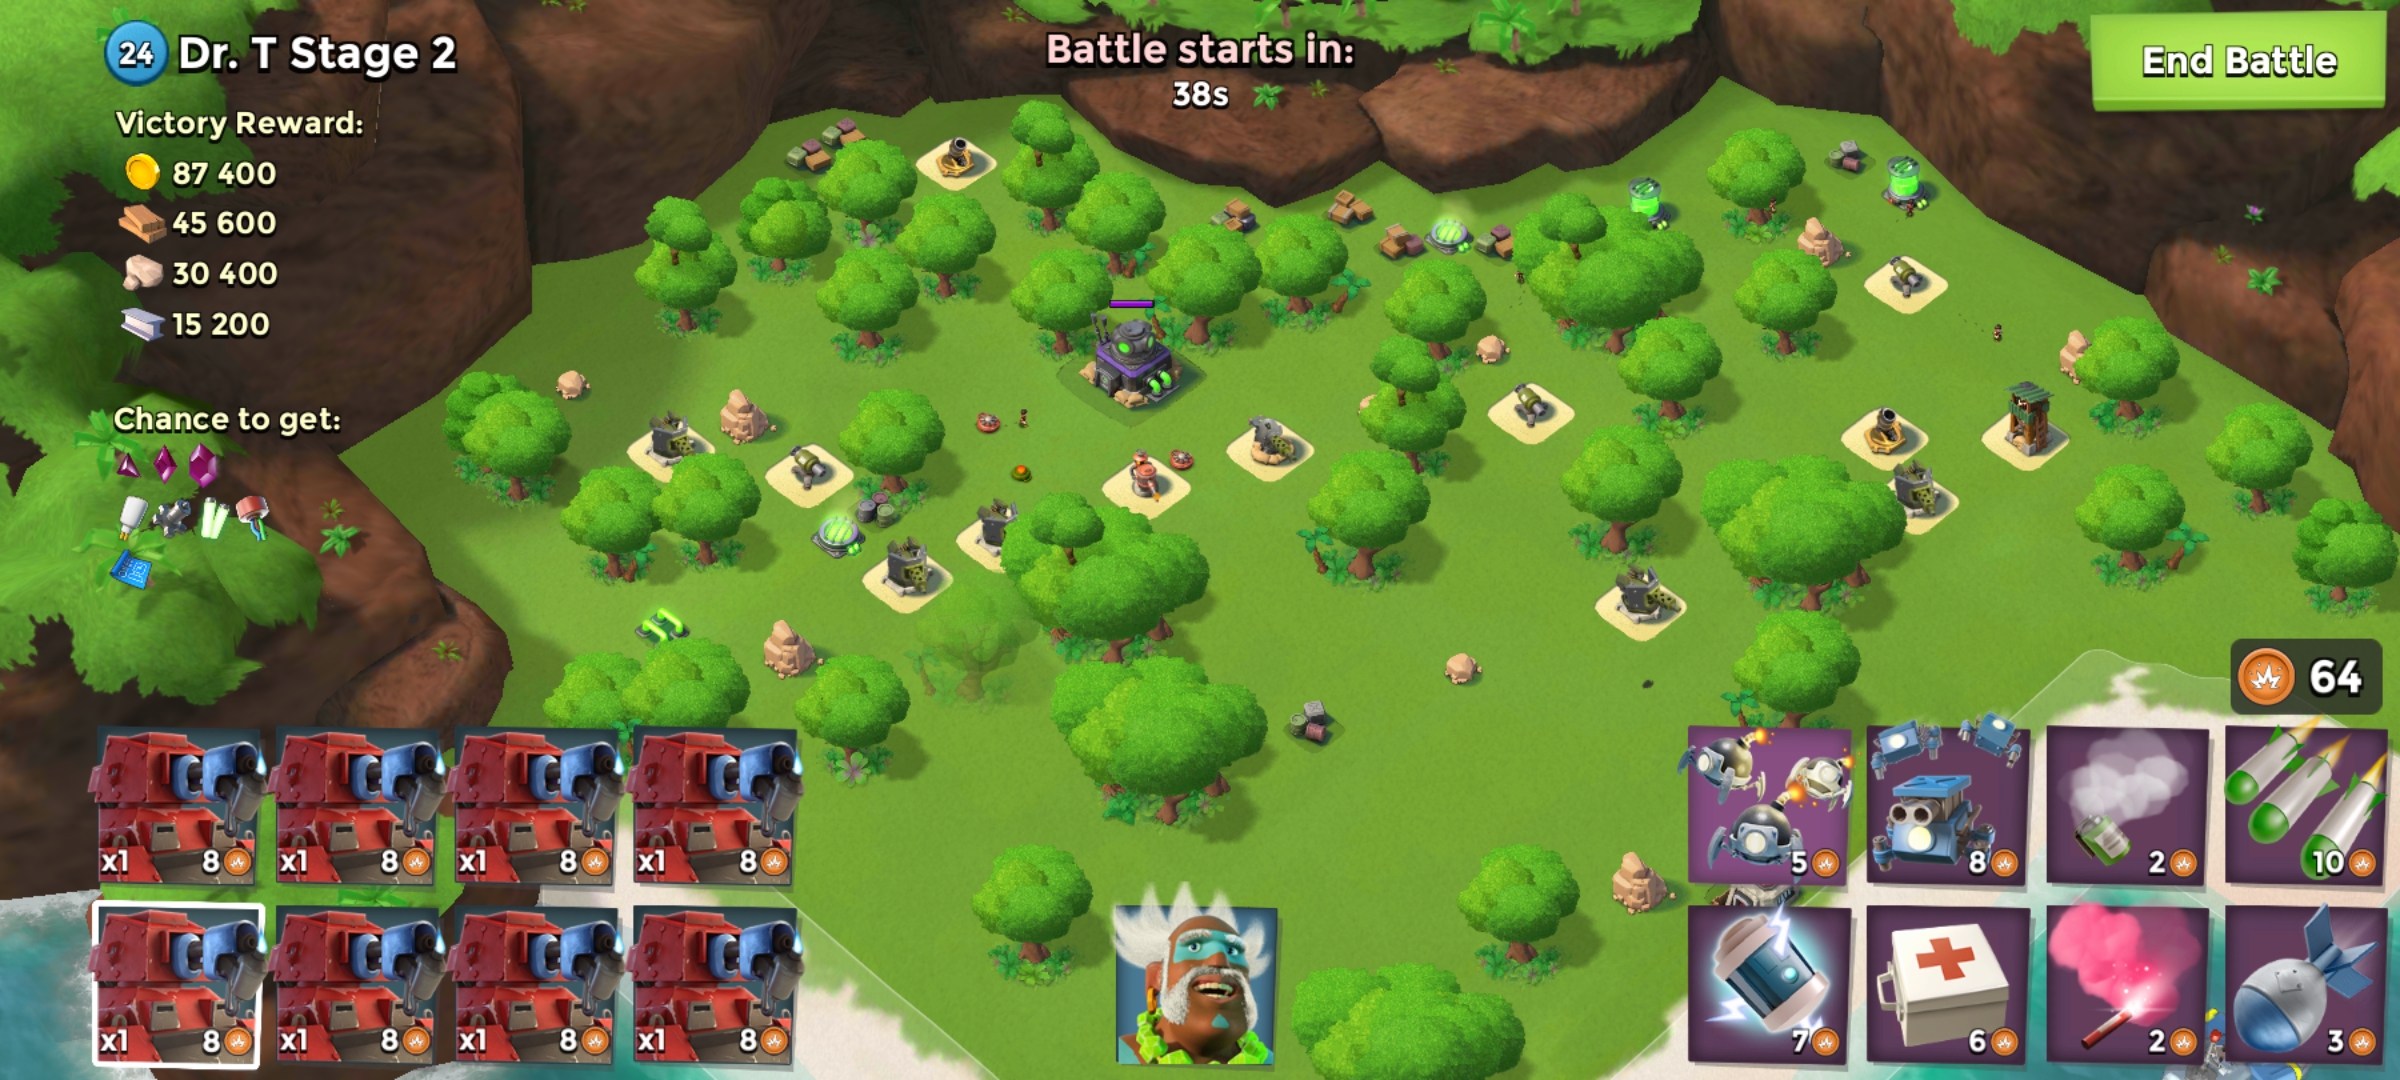 24 Dr. T Stage 2
Battle starts in:
38s
End Battle
Victory Reward:
87 400
45 600
30 400
15 200
Chance to get:
64
x1 8
x1 8
x1 8
x1 8
5
8
2
10
x1 8
x1 8
x1 8
x1 8
7
6
2
3